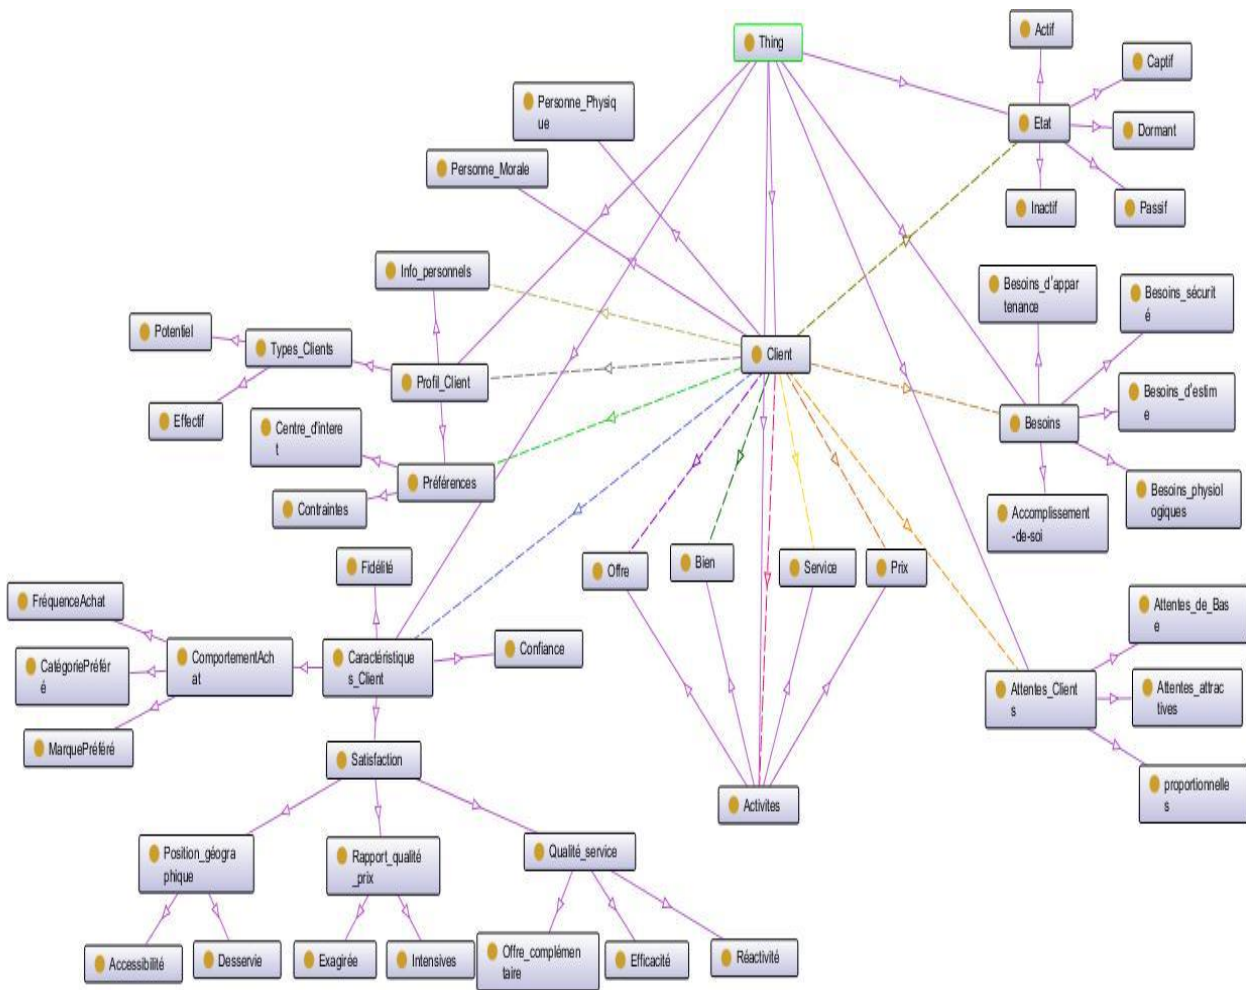 Thing
Actif
Captif
Etat
Dormant
Inactif
Passif
Personne_Physiq
ue
Personne_Morale
Info_personnels
Potentiel
Types_Clients
Profil_Client
Effectif
Centre_d'intere
t
Préférences
Contraintes
Client
Besoins_d'appar
tenance
Besoins_sécurit
é
Besoins
Besoins_d'estim
e
Accomplissement
-de-soi
Besoins_physiol
ogiques
Offre
Bien
Service
Prix
Fidélité
FréquenceAchat
CatégoriePréfér
é
MarquePréféré
ComportementAch
at
Caractéristique
s_Client
Confiance
Attentes_de_Bas
e
Attentes_Client
s
Attentes_attrac
tives
proportionnelle
s
Satisfaction
Activites
Position_géogra
phique
Rapport_qualité
_prix
Qualité_service
Accessibilité
Desservie
Exagirée
Intensives
Offre_complémen
taire
Efficacité
Réactivité